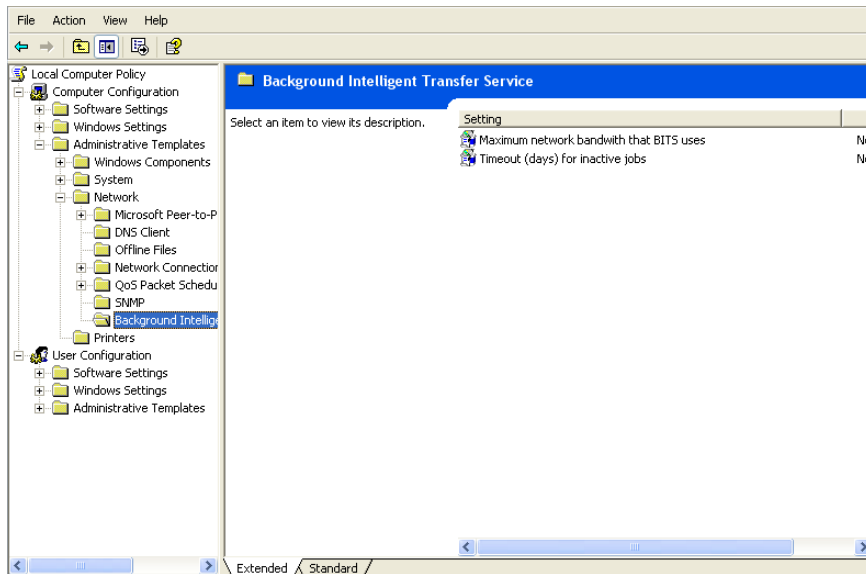 File Action View Help
Local Computer Policy
Computer Configuration
Software Settings
Windows Settings
Administrative Templates
Windows Components
System
Network
Microsoft Peer-to-P
DNS Client
Offline Files
Network Connection
QoS Packet Schedu
SNMP
Background Intellige
Printers
User Configuration
Software Settings
Windows Settings
Administrative Templates
Background Intelligent Transfer Service
Select an item to view its description.
Setting
Maximum network bandwith that BITS uses
Timeout (days) for inactive jobs
Extended Standard